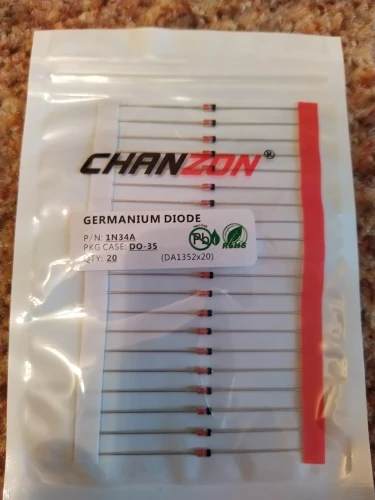 CHANZON®
GERMANIUM DIODE
P/N: 1N34A
PKG CASE: DO-35
QTY: 20 (DA1352x20)
Pb
RoHS